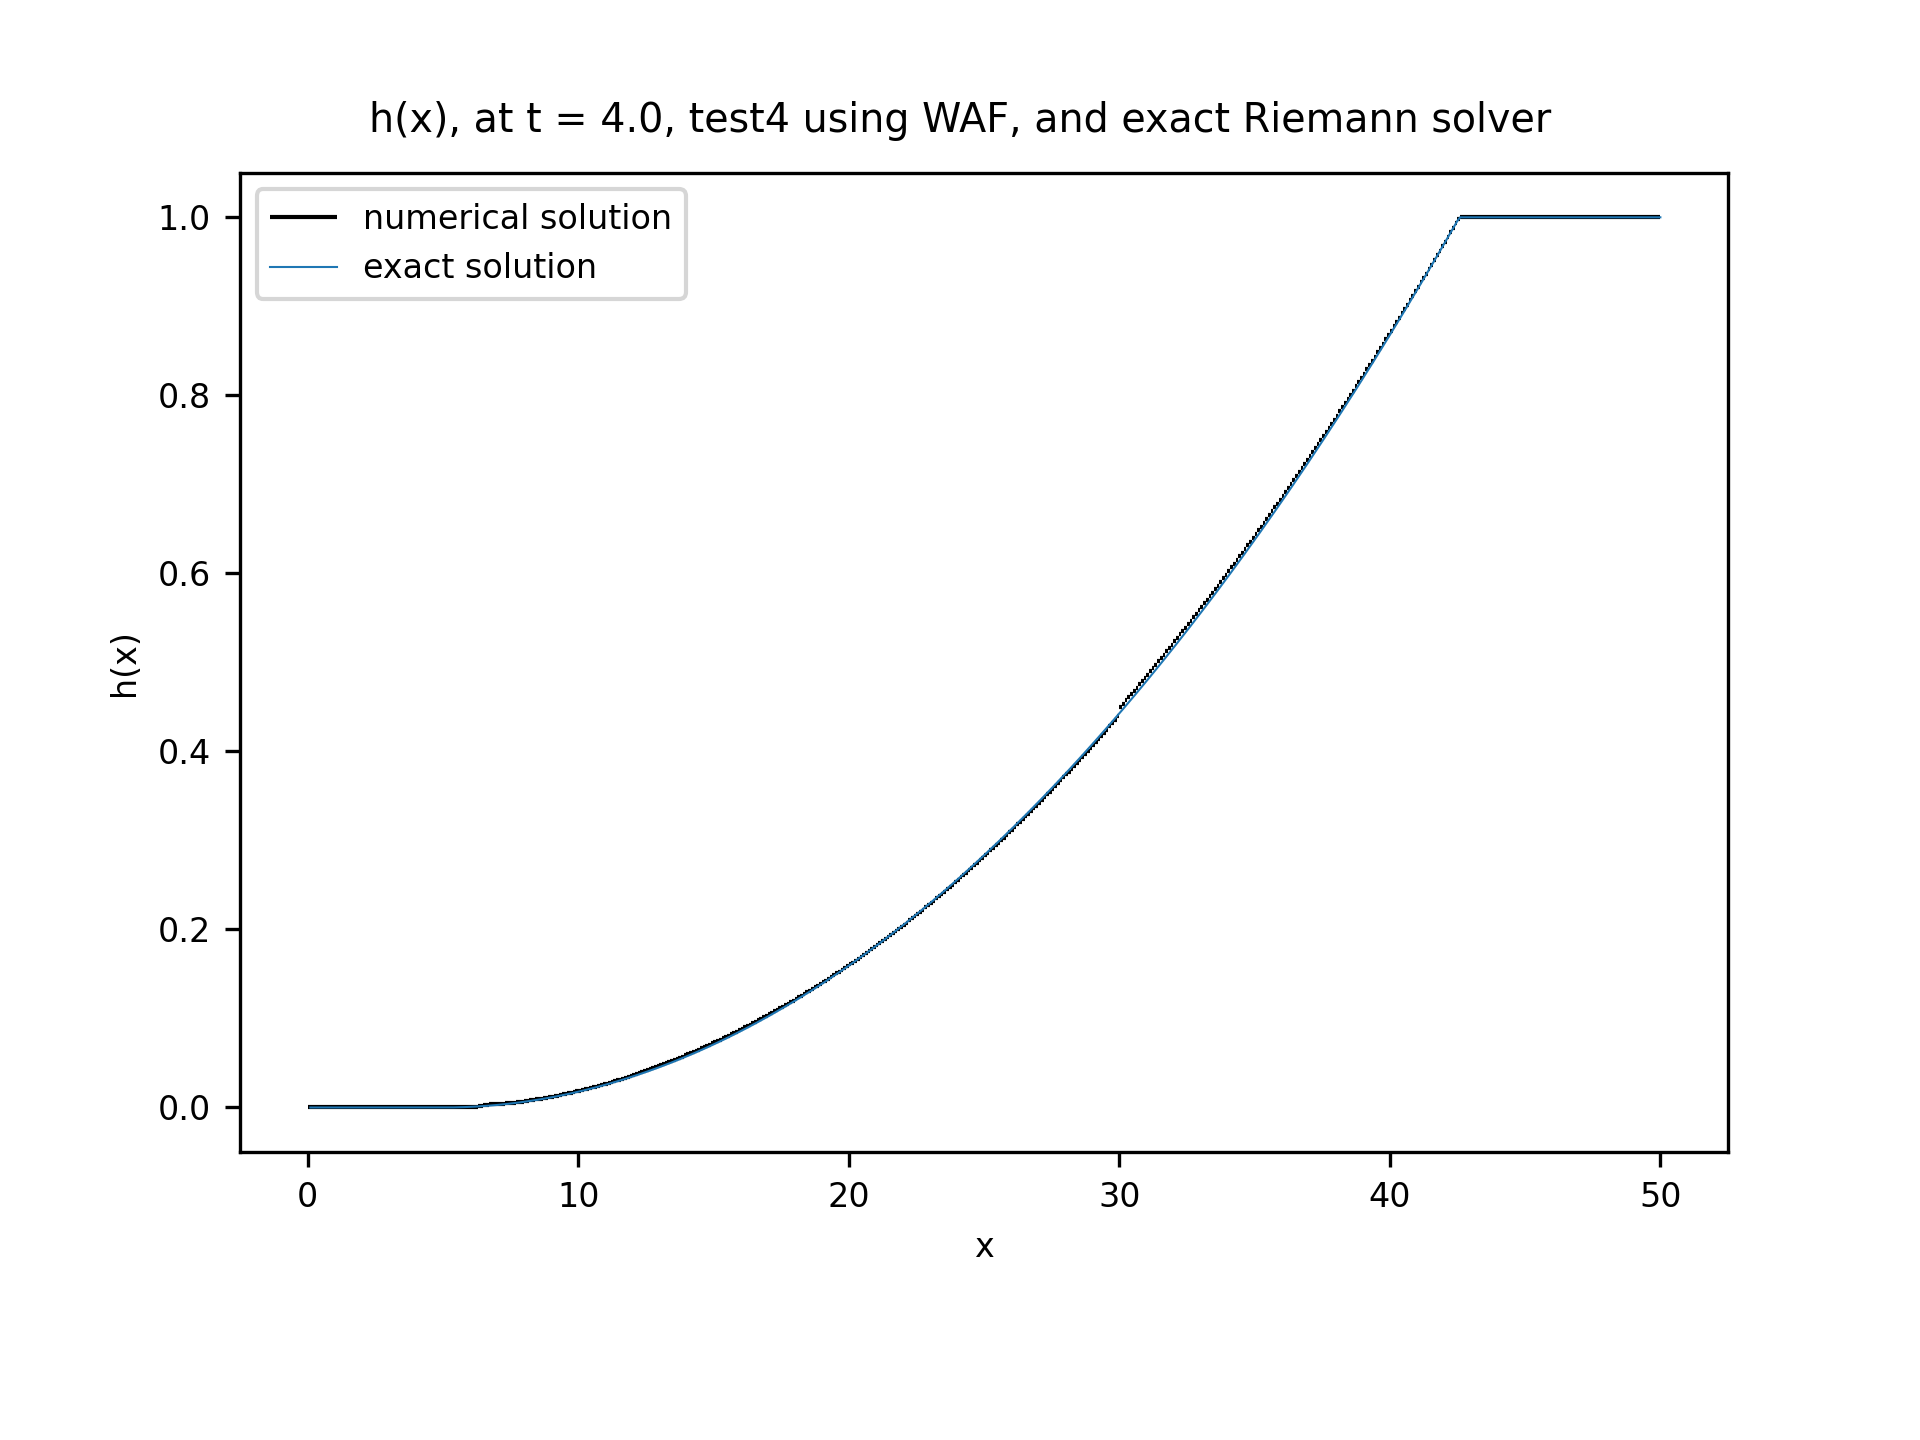 h(x), at t = 4.0, test4 using WAF, and exact Riemann solver
numerical solution
exact solution
1.0
0.8
0.6
0.4
0.2
0.0
h(x)
0 10 20 30 40 50
x